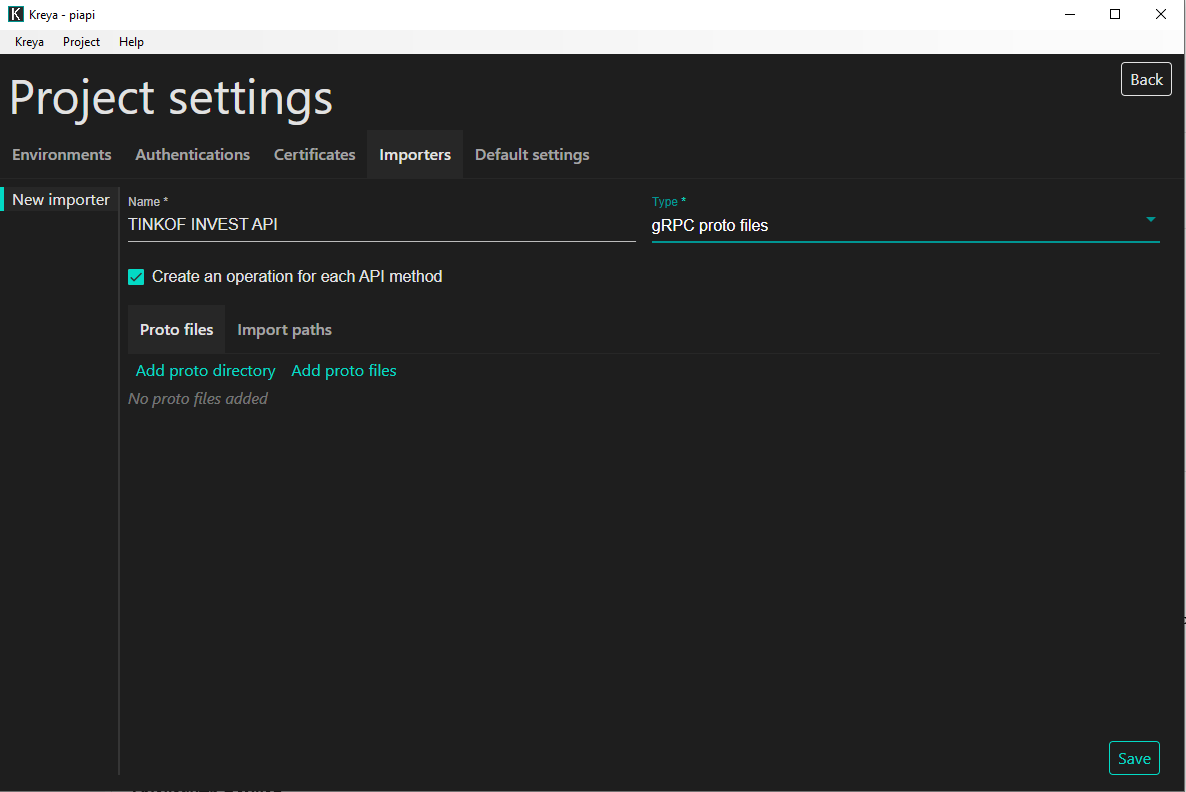 Kreya - piapi
Kreya Project Help
Project settings
Back
Environments Authentications Certificates Importers Default settings
New importer
Name *
TINKOF INVEST API
Type *
gRPC proto files
Create an operation for each API method
Proto files Import paths
Add proto directory Add proto files
No proto files added
Save